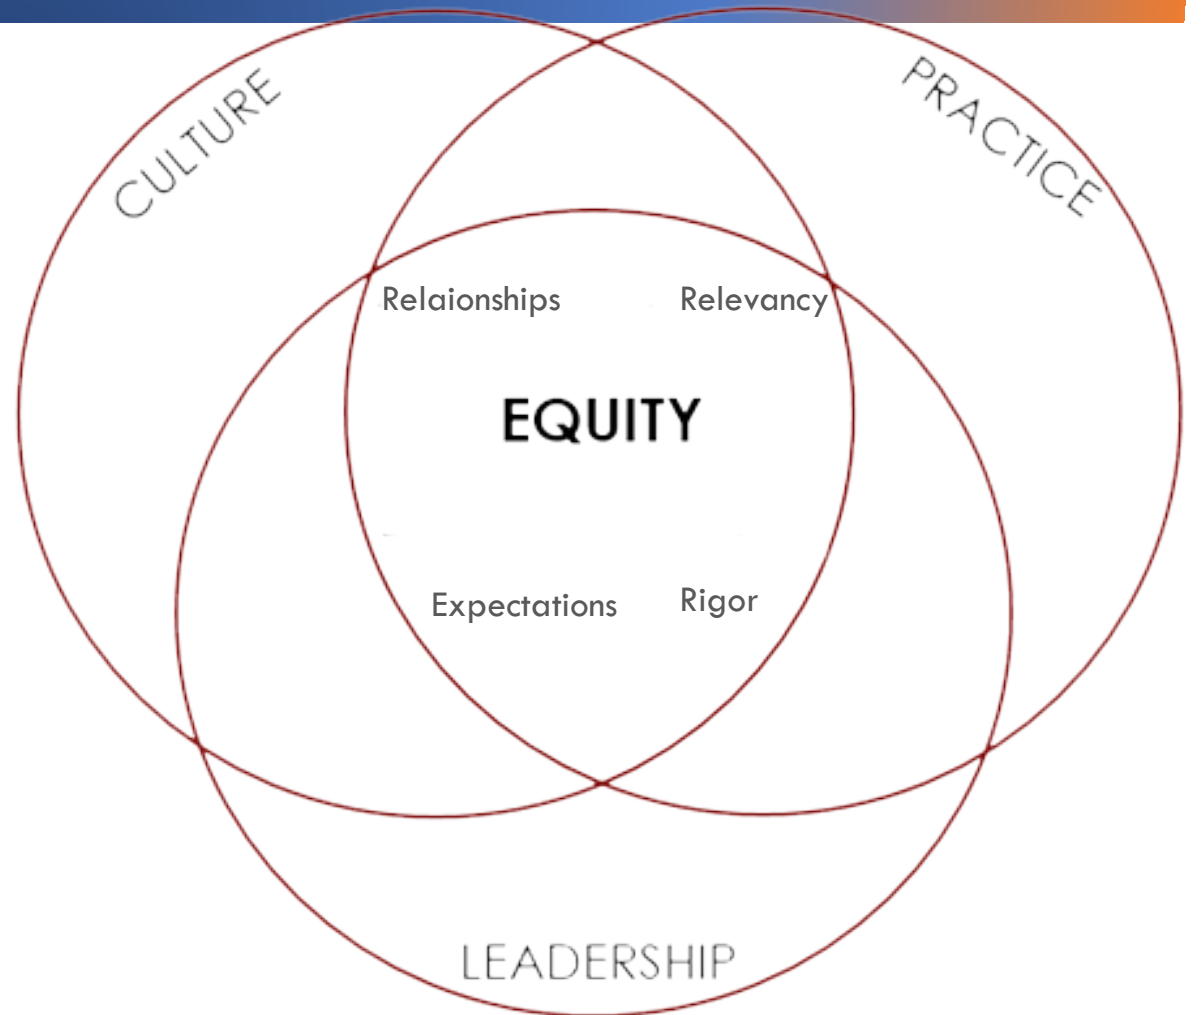 CULTURE
PRACTICE
Relaionships
Relevancy
EQUITY
Expectations
Rigor
LEADERSHIP